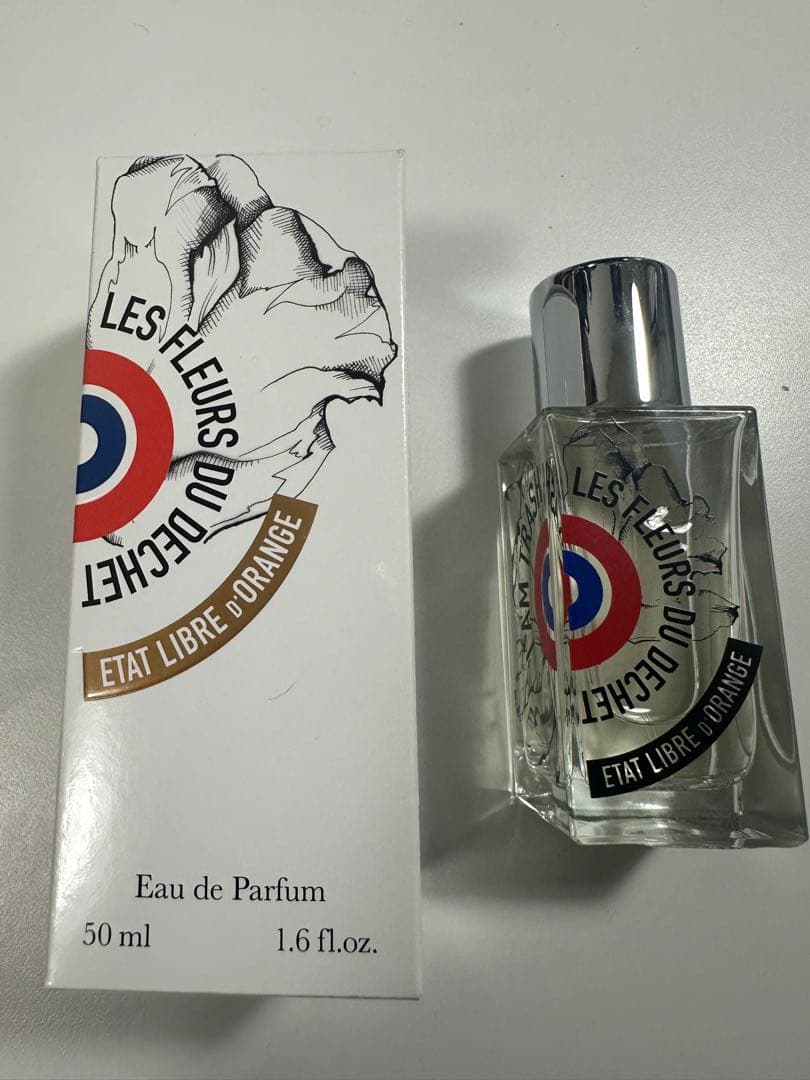 LES FLEURS DU DECHET
ETAT LIBRE D'ORANGE
Eau de Parfum
50 ml 1.6 fl.oz.
I AM TRASH
LES FLEURS DU DECHET
ETAT LIBRE D'ORANGE